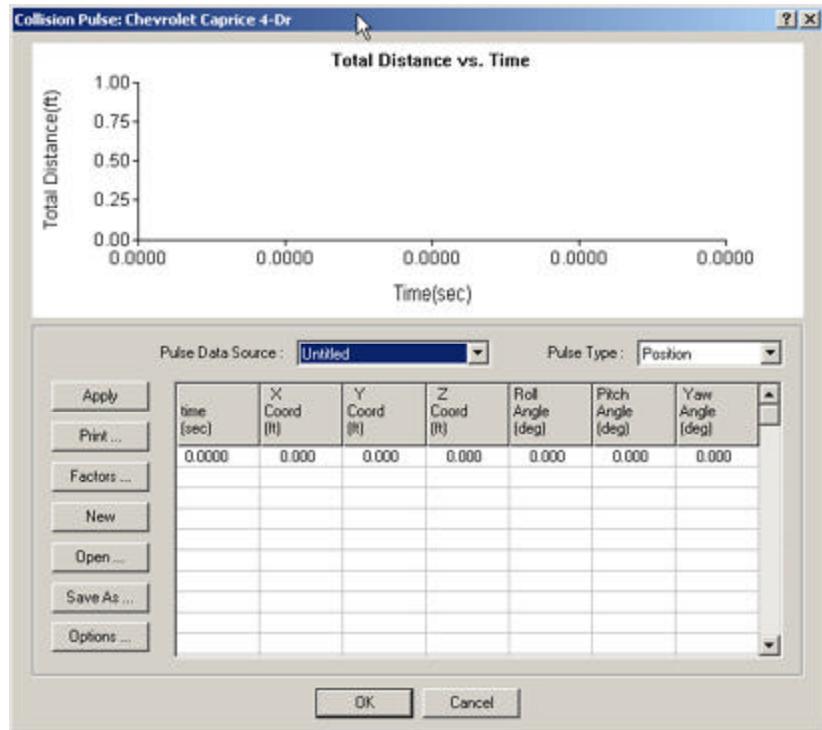 Collision Pulse: Chevrolet Caprice 4-Dr
Total Distance vs. Time
Total Distance(ft)
1.00
0.75
0.50
0.25
0.00
0.0000 0.0000 0.0000 0.0000 0.0000
Time(sec)
Pulse Data Source : Untitled Pulse Type : Position
Apply
Print ...
Factors ...
New
Open ...
Save As ...
Options ...
time (sec) X Coord (ft) Y Coord (ft) Z Coord (ft) Roll Angle (deg) Pitch Angle (deg) Yaw Angle (deg)
0.0000 0.000 0.000 0.000 0.000 0.000 0.000
OK Cancel